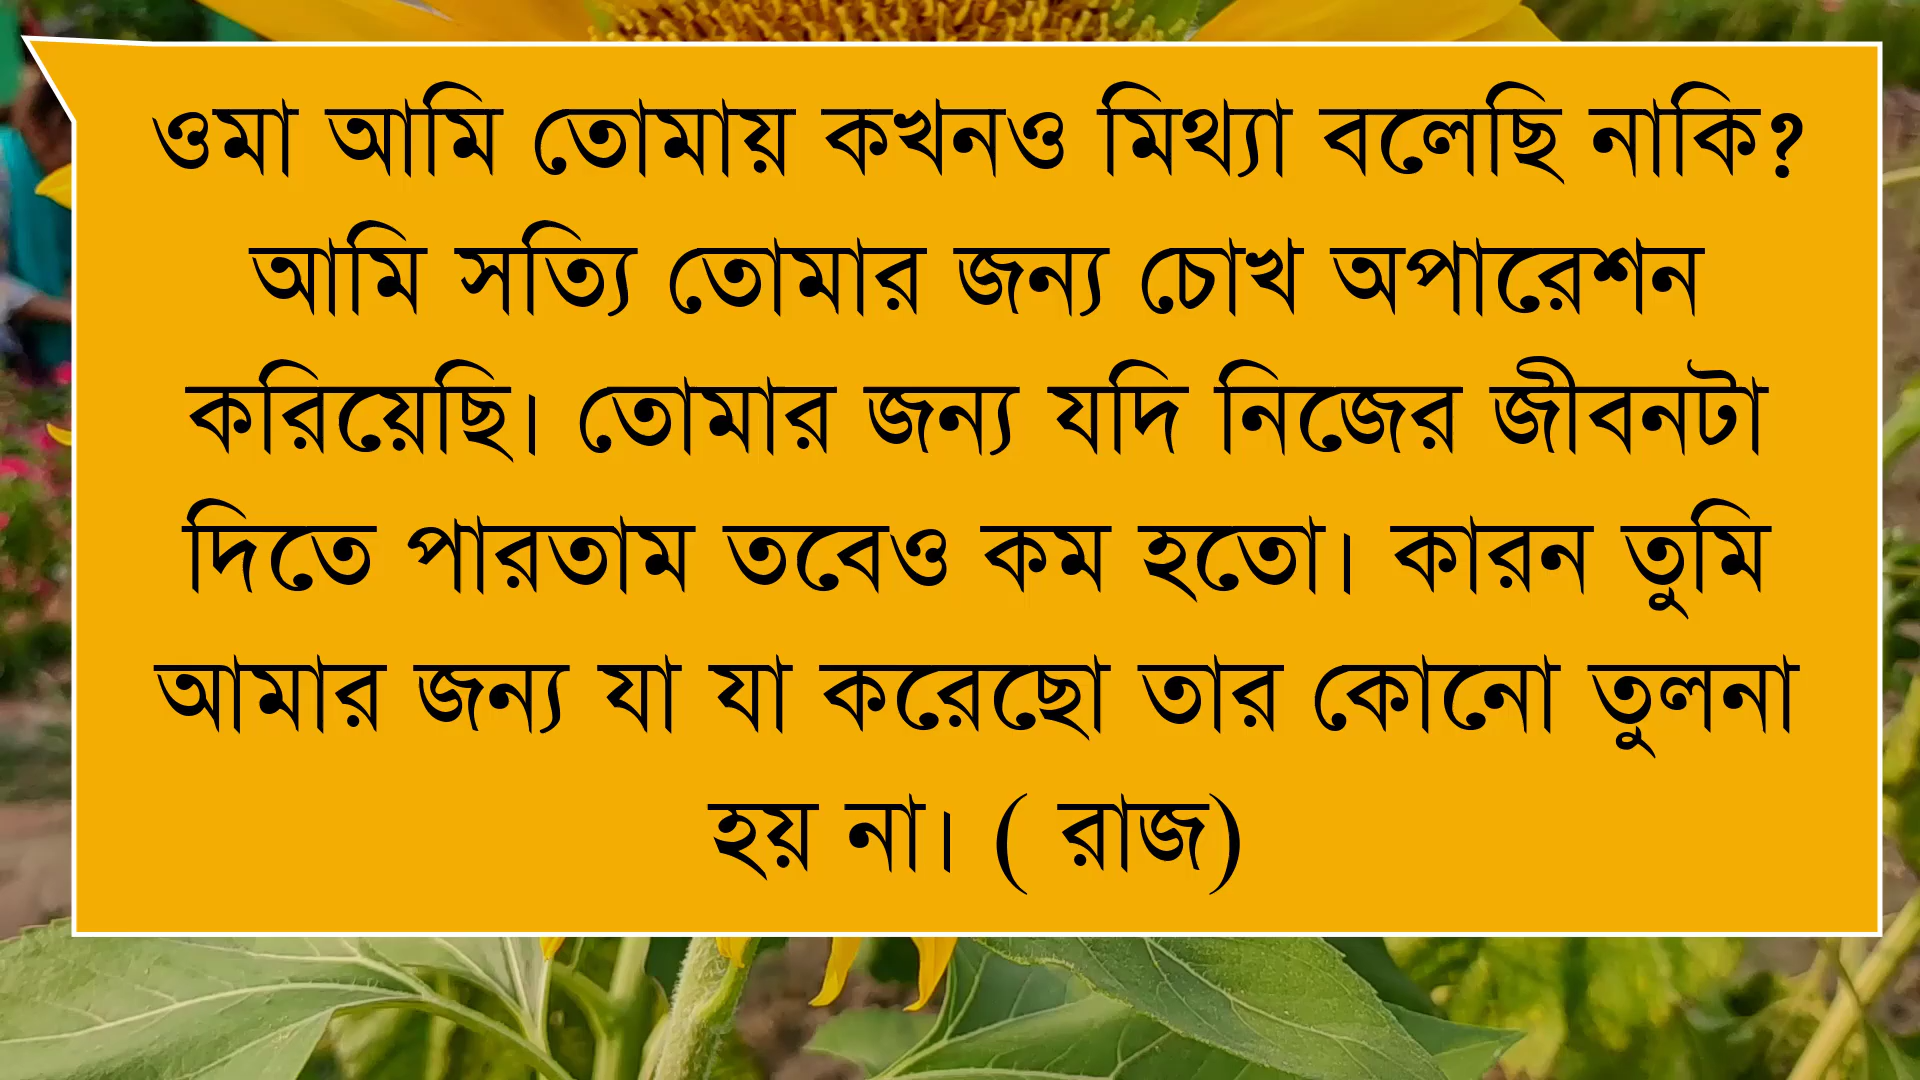 ওমা আমি তোমায় কখনও মিথ্যা বলেছি নাকি?
আমি সত্যি তোমার জন্য চোখ অপারেশন
করিয়েছি। তোমার জন্য যদি নিজের জীবনটা
দিতে পারতাম তবেও কম হতো। কারন তুমি
আমার জন্য যা যা করেছো তার কোনো তুলনা
হয় না। ( রাজ)